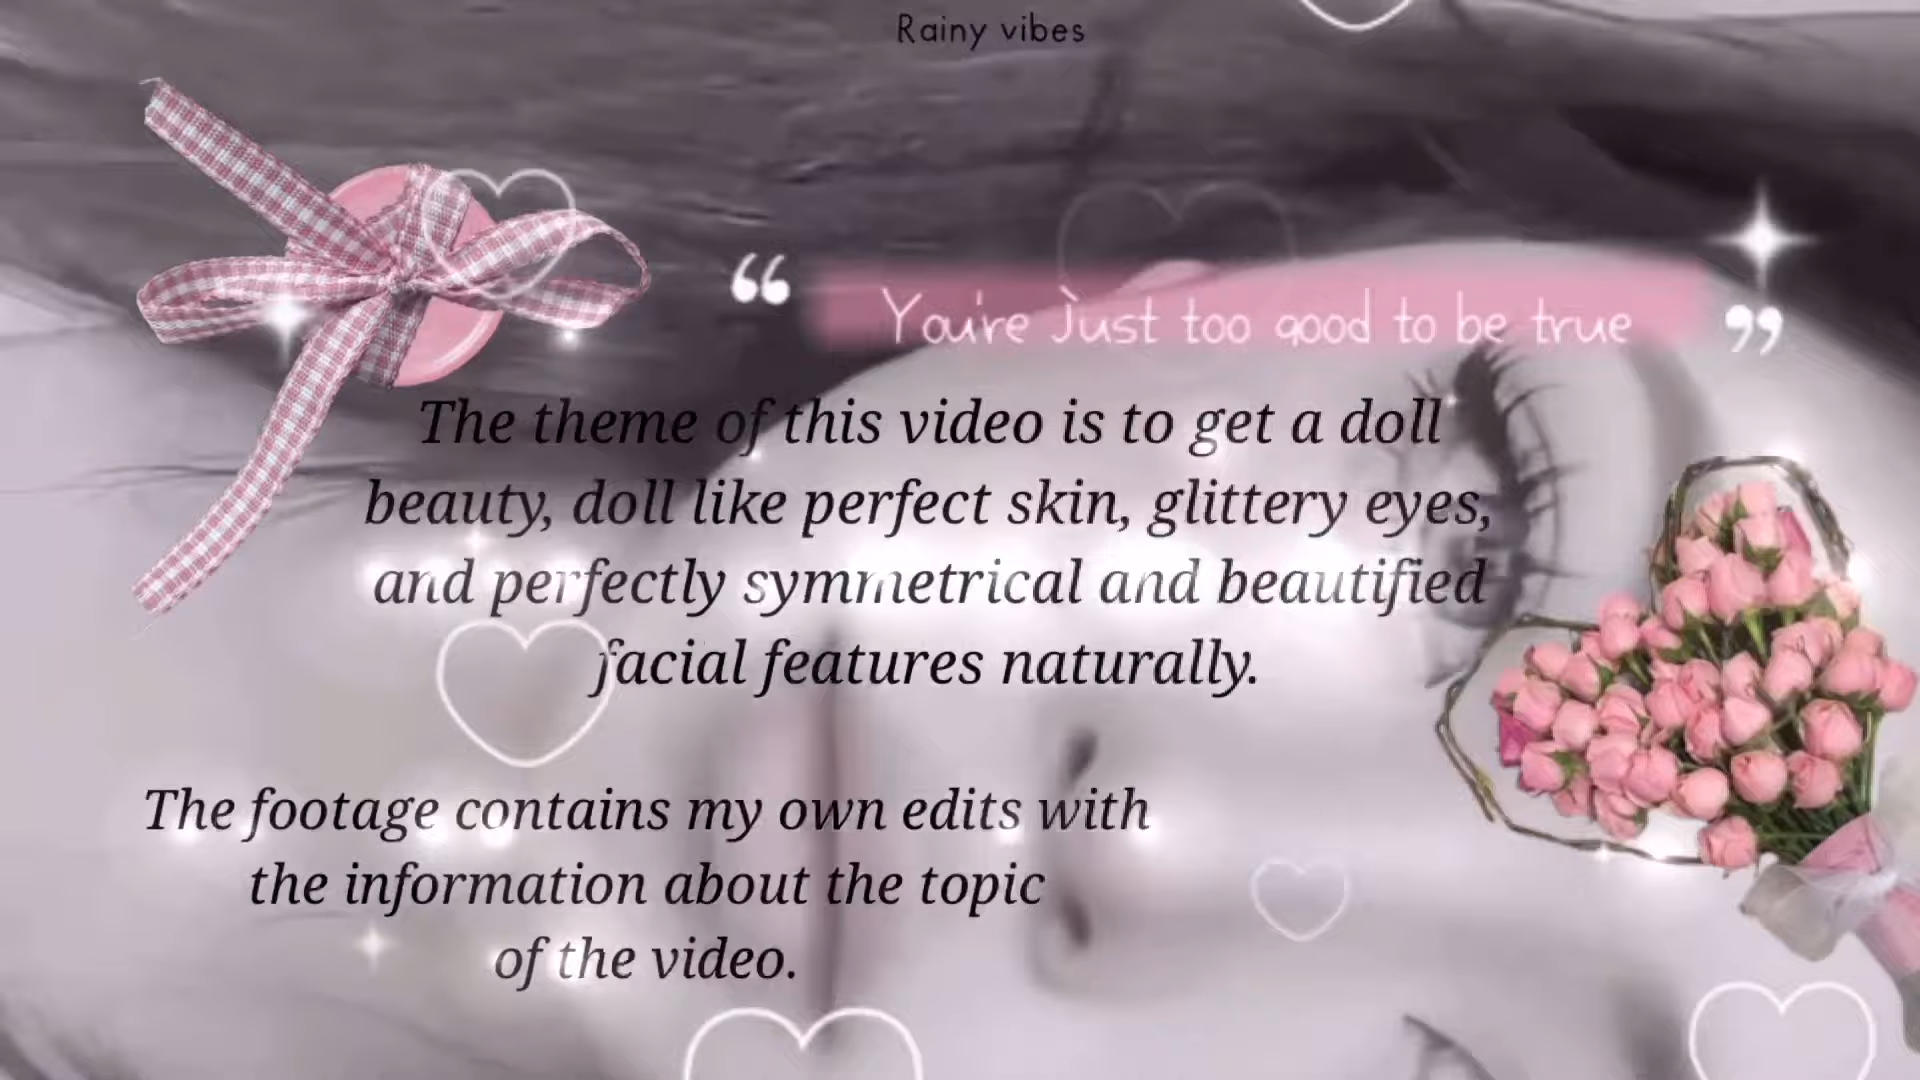 Rainy vibes
“ You're Just too good to be true ”
The theme of this video is to get a doll
beauty, doll like perfect skin, glittery eyes,
and perfectly symmetrical and beautified
facial features naturally.
The footage contains my own edits with
the information about the topic
of the video.